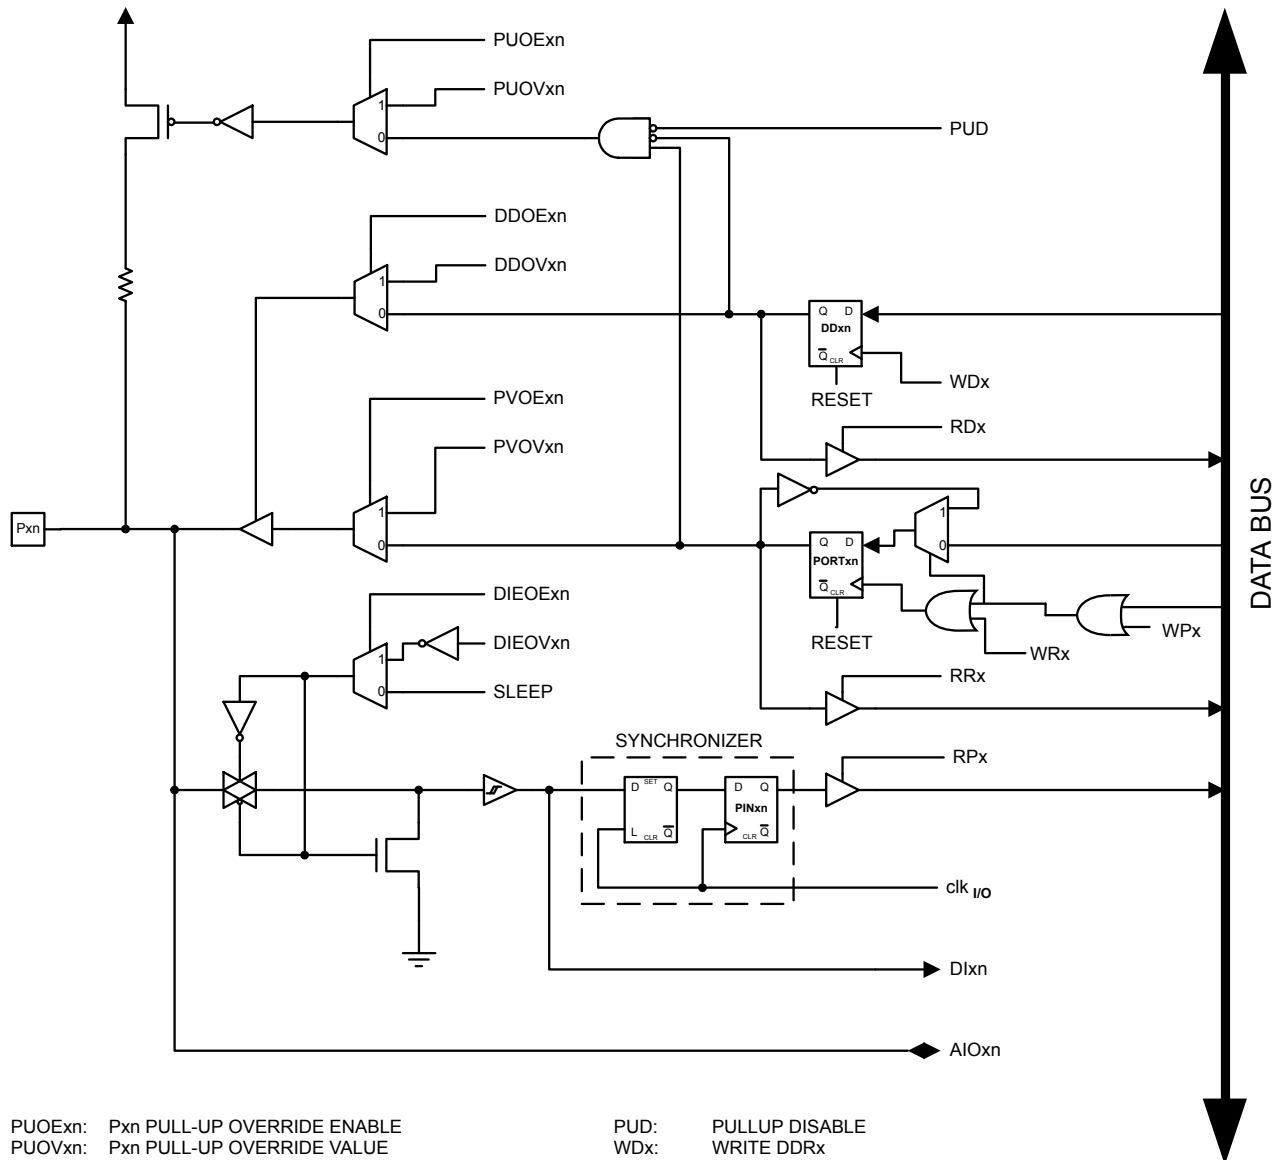 PUOExn
PUOVxn
1
0
PUD
DDOExn
DDOVxn
1
0
Q D
DDxn
Q CLR
WDx
RESET
PVOExn
RDx
PVOVxn
DATA BUS
1
1
Pxn
0
Q D
0
PORTxn
Q CLR
DIEOExn
RESET
WPx
DIEOVxn
WRx
1
0
SLEEP
RRx
SYNCHRONIZER
RPx
D SET Q
D Q
PINxn
L CLR Q
CLR Q
clk I/O
DIxn
AIOxn
PUOExn: Pxn PULL-UP OVERRIDE ENABLE
PUD: PULLUP DISABLE
PUOVxn: Pxn PULL-UP OVERRIDE VALUE
WDx: WRITE DDRx